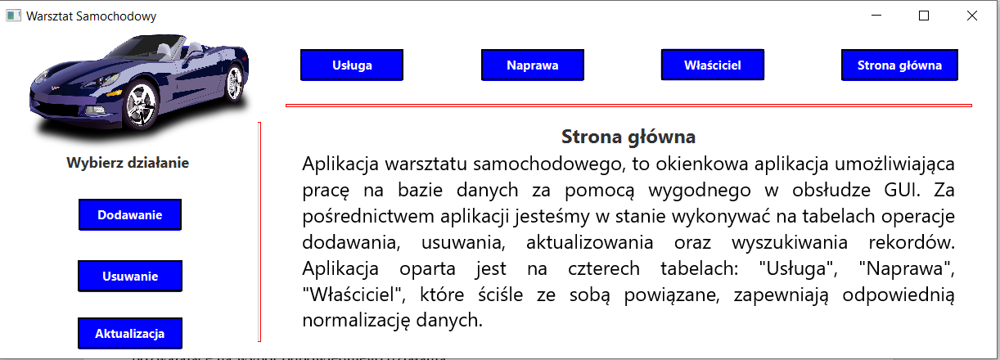 Warsztat Samochodowy
Usługa
Naprawa
Właściciel
Strona główna
Wybierz działanie
Dodawanie
Usuwanie
Aktualizacja
Strona główna
Aplikacja warsztatu samochodowego, to okienkowa aplikacja umożliwiająca
pracę na bazie danych za pomocą wygodnego w obsłudze GUI. Za
pośrednictwem aplikacji jesteśmy w stanie wykonywać na tabelach operacje
dodawania, usuwania, aktualizowania oraz wyszukiwania rekordów.
Aplikacja oparta jest na czterech tabelach: "Usługa", "Naprawa",
"Właściciel", które ściśle ze sobą powiązane, zapewniają odpowiednią
normalizację danych.